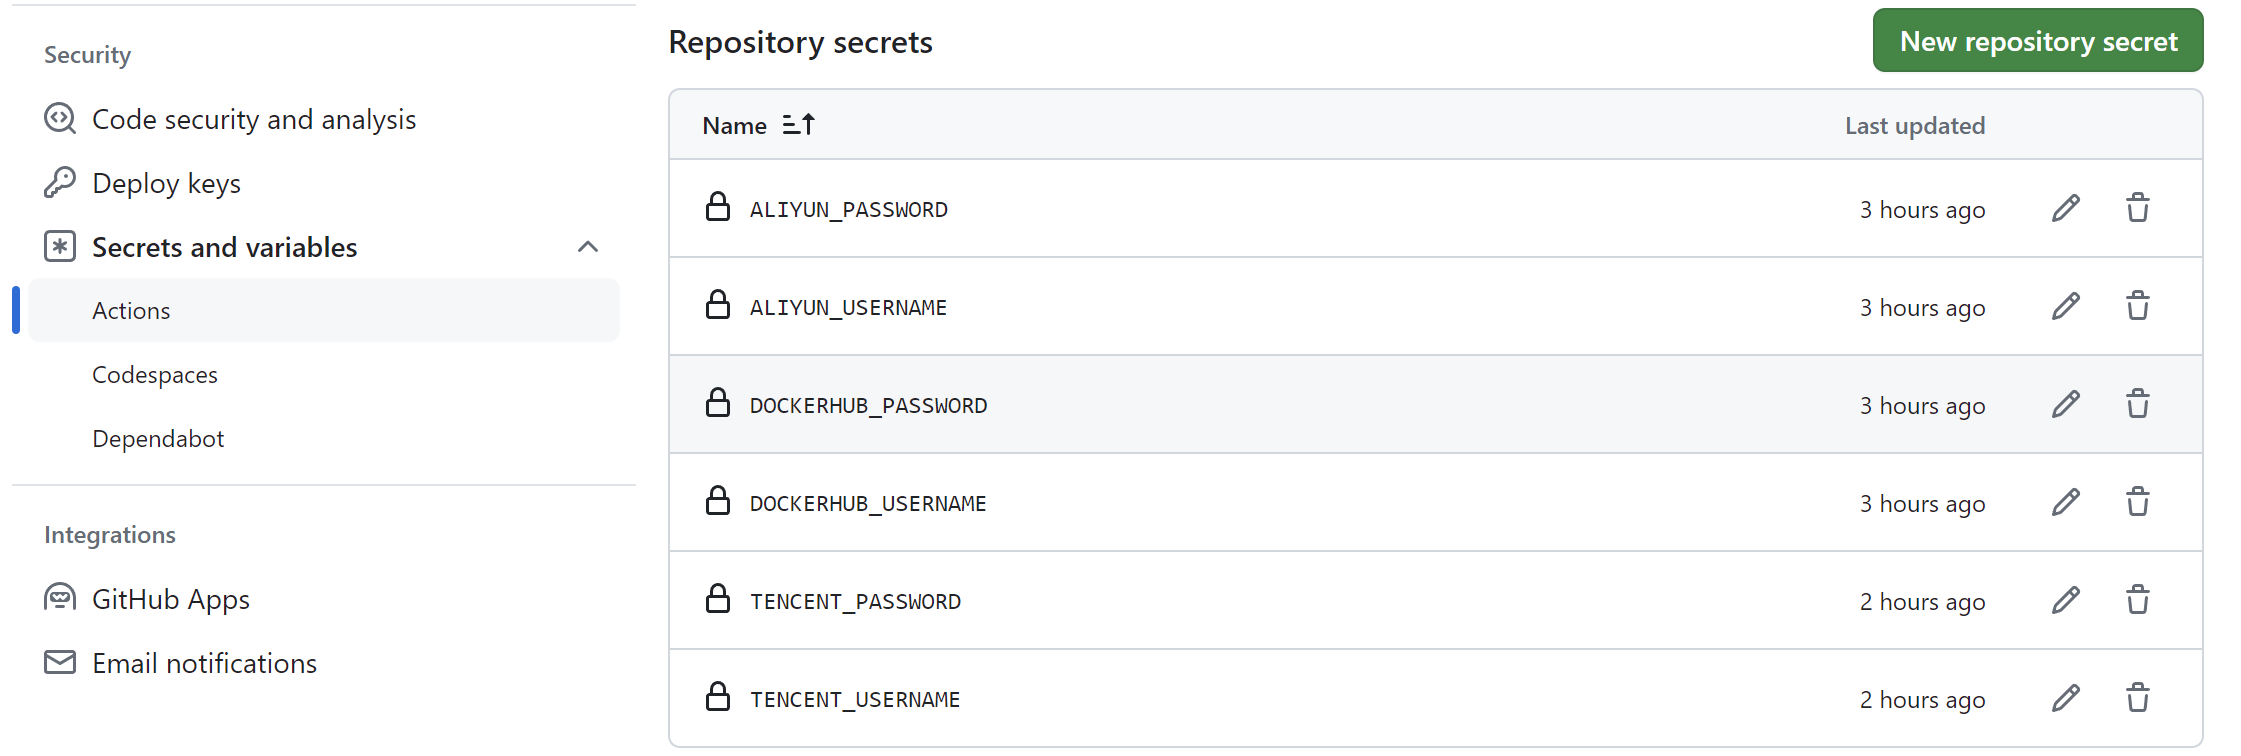 Security
Code security and analysis
Deploy keys
Secrets and variables
Actions
Codespaces
Dependabot
Integrations
GitHub Apps
Email notifications
Repository secrets
New repository secret
Name Last updated
ALIYUN_PASSWORD 3 hours ago
ALIYUN_USERNAME 3 hours ago
DOCKERHUB_PASSWORD 3 hours ago
DOCKERHUB_USERNAME 3 hours ago
TENCENT_PASSWORD 2 hours ago
TENCENT_USERNAME 2 hours ago